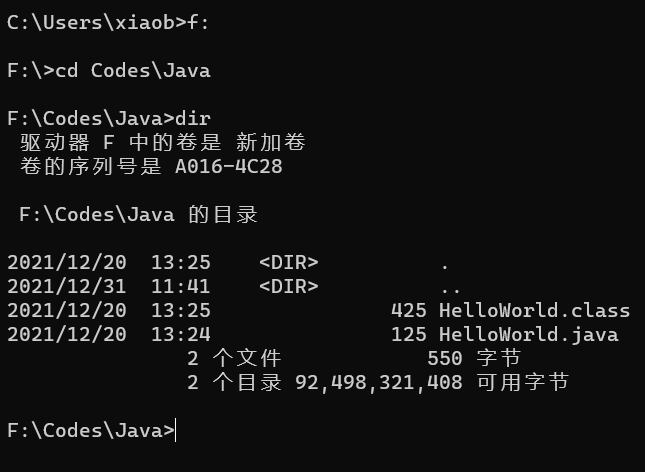 C:\Users\xiaob>f:
F:\>cd Codes\Java
F:\Codes\Java>dir
驱动器 F 中的卷是 新加卷
卷的序列号是 A016-4C28
F:\Codes\Java 的目录
2021/12/20  13:25    <DIR>          .
2021/12/31  11:41    <DIR>          ..
2021/12/20  13:25               425 HelloWorld.class
2021/12/20  13:24               125 HelloWorld.java
2 个文件            550 字节
2 个目录 92,498,321,408 可用字节
F:\Codes\Java>